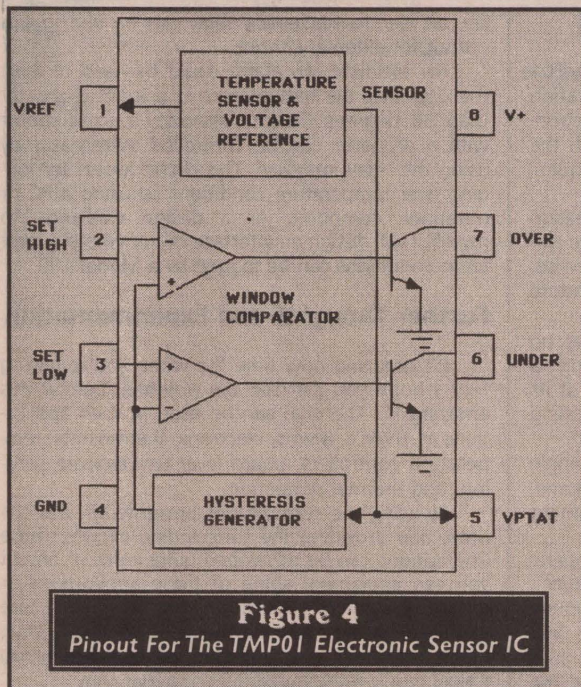 TEMPERATURE
SENSOR &
VOLTAGE
REFERENCE
SENSOR
VREF
1
8
V+
SET
HIGH
2
7
OVER
−
+
WINDOW
COMPARATOR
SET
LOW
3
6
UNDER
+
−
GND
4
HYSTERESIS
GENERATOR
5
VPTAT
Figure 4
Pinout For The TMP01 Electronic Sensor IC